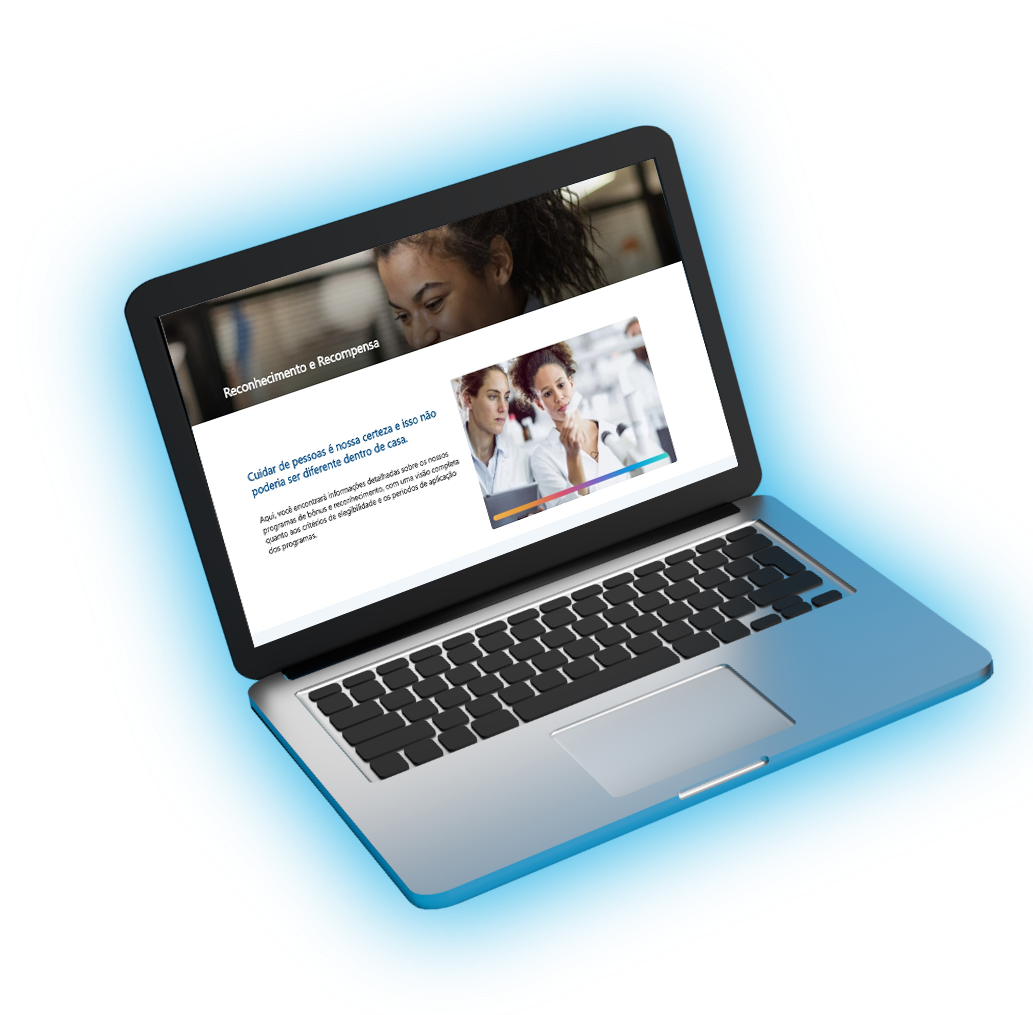 Reconhecimento e Recompensa
Cuidar de pessoas é nossa certeza e isso não
poderia ser diferente dentro de casa.
Aqui, você encontrará informações detalhadas sobre os nossos
programas de bônus e reconhecimento, com uma visão completa
quanto aos critérios de elegibilidade e os períodos de aplicação
dos programas.